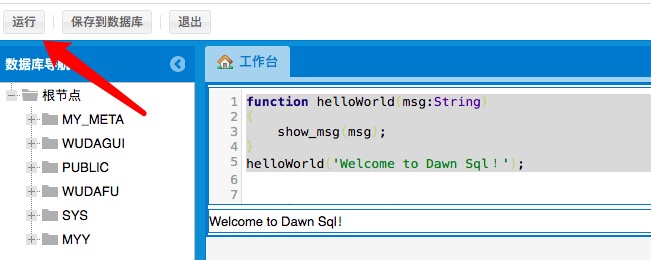 运行 保存到数据库 退出
数据库导航
工作台
根节点
MY_META
WUDAGUI
PUBLIC
WUDAFU
SYS
MYY
1 function helloWorld(msg:String)
2 {
3 show_msg(msg);
4 }
5 helloWorld('Welcome to Dawn Sql！');
6
7
Welcome to Dawn Sql！